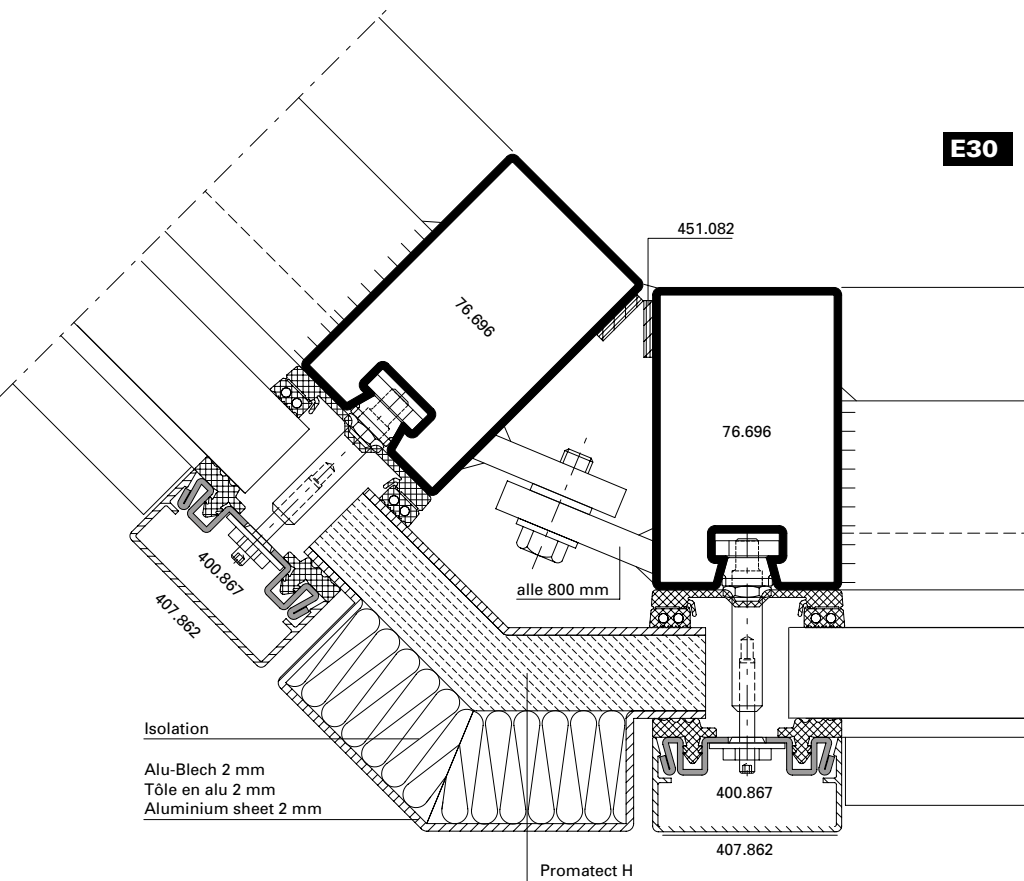 E30
451.082
76.696
76.696
alle 800 mm
400.867
407.862
Isolation
Alu-Blech 2 mm
Tôle en alu 2 mm
Aluminium sheet 2 mm
400.867
407.862
Promatect H